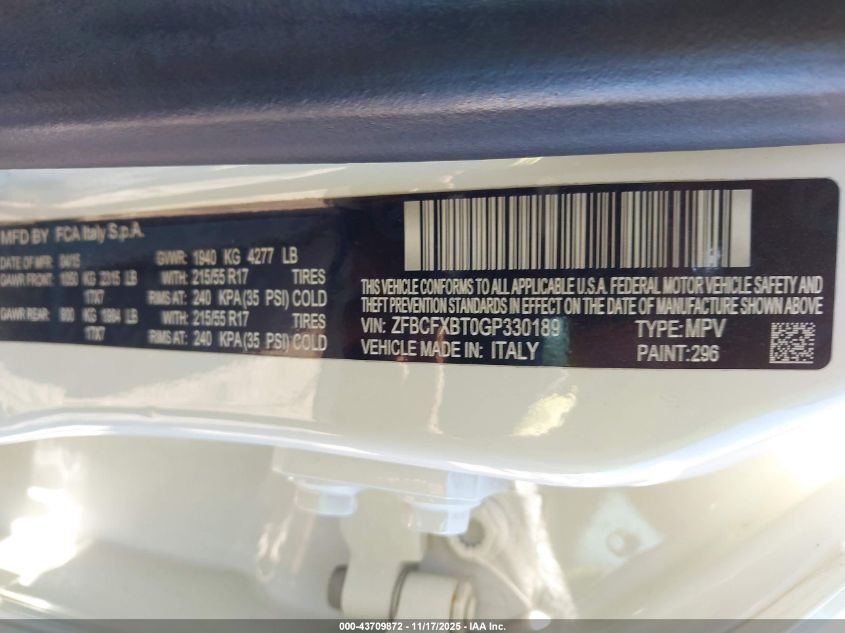 MFD BY FCA Italy S.p.A.
DATE OF MFR 04/15 GVWR: 1940 KG 4277 LB
GAWR FRONT: 1050 KG 2315 LB WITH: 215/55 R17 TIRES
17X7 RIMS AT: 240 KPA(35 PSI) COLD
GAWR REAR: KG LB WITH: 215/55 R17 TIRES
17X7 RIMS AT: 240 KPA(35 PSI) COLD
THIS VEHICLE CONFORMS TO ALL APPLICABLE U.S.A. FEDERAL MOTOR VEHICLE SAFETY AND
THEFT PREVENTION STANDARDS IN EFFECT ON THE DATE OF MANUFACTURE SHOWN ABOVE
VIN: ZFBCFXBT0GP330189 TYPE:MPV
VEHICLE MADE IN: ITALY PAINT:296
000-43709872 | 11/17/2025 - IAA Inc.